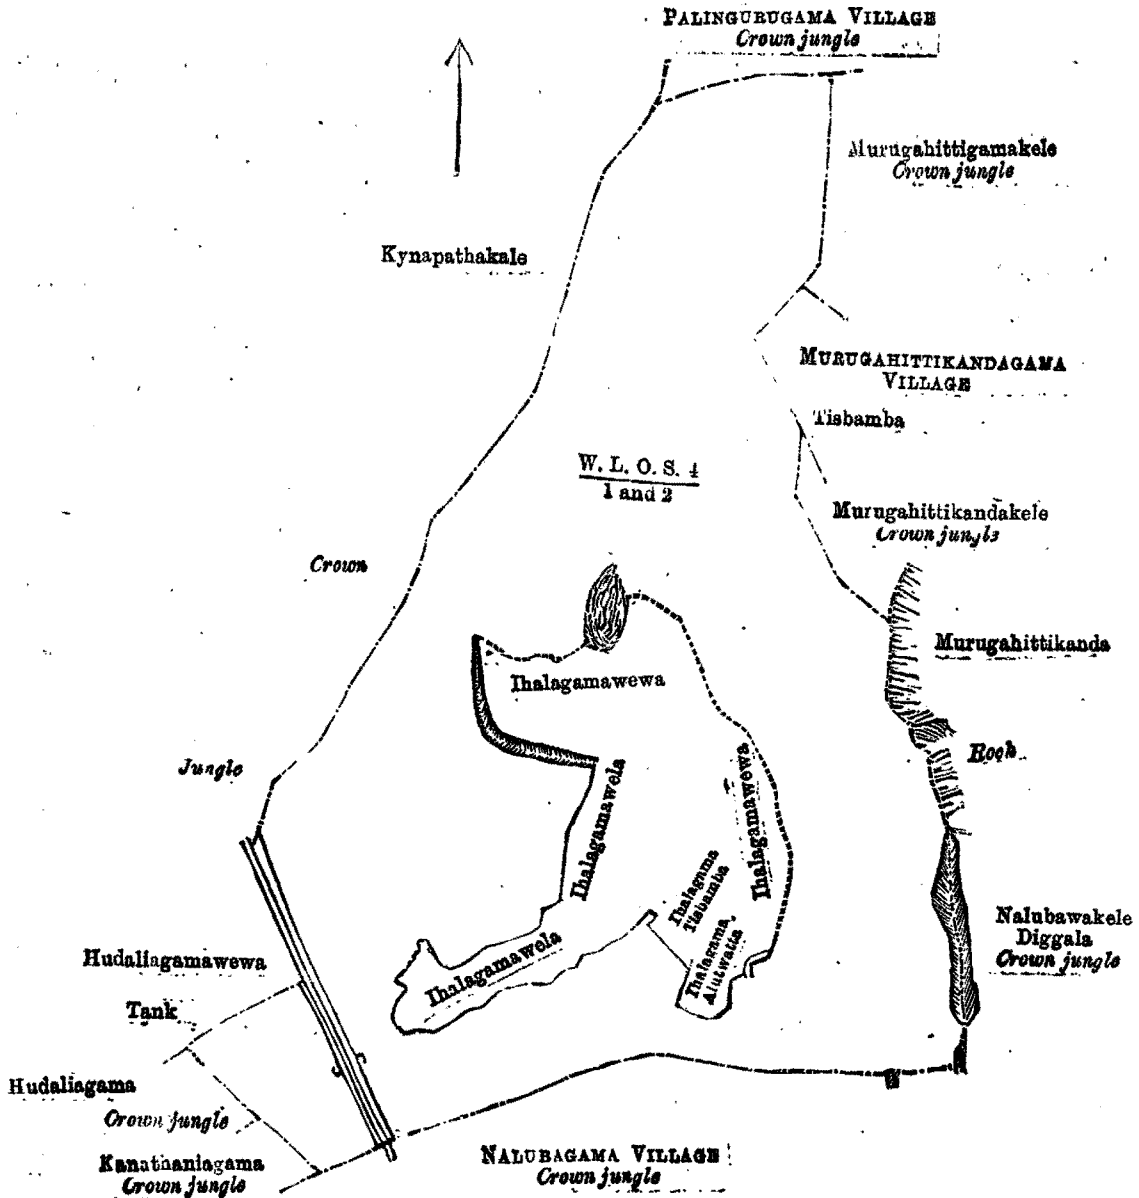 PALINGURUGAMA VILLAGE
Crown jungle
Murugahittigamakele
Crown jungle
Kynapathakale
MURUGAHITTIKANDAGAMA
VILLAGE
Tisbamba
W. L. O. S. 4
1 and 2
Murugahittikandakele
Crown jungle
Crown
Murugahittikanda
Ihalagamawewa
Rock
Jungle
Ihalagamawela
Ihalagamawewa
Ihalagama
Tisbamba
Ihalagama
Alutwatta
Ihalagamawela
Nalubawakele
Diggala
Crown jungle
Hudaliagamawewa
Tank
Hudaliagama
Crown jungle
Kanathaniagama
Crown jungle
NALUBAGAMA VILLAGE
Crown jungle